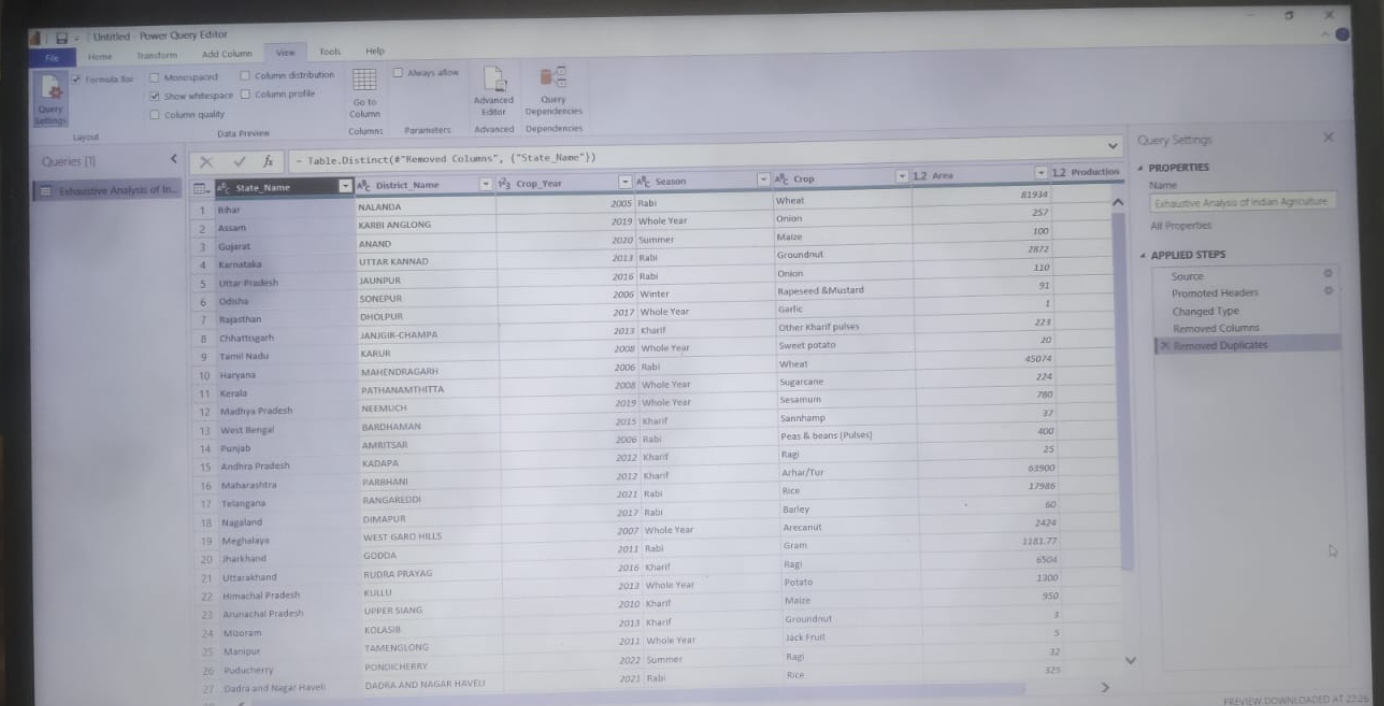 Untitled - Power Query Editor
File Home Transform Add Column View Tools Help
Query Settings
Formula Bar
Monospaced
Show whitespace
Column quality
Column distribution
Column profile
Go to Column
Always allow
Advanced Editor
Query Dependencies
Layout Data Preview Columns Parameters Advanced Dependencies
Queries [1]
Exhaustive Analysis of In...
fx = Table.Distinct(#"Removed Columns", {"State_Name"})
ABC State_Name ABC District_Name 123 Crop_Year ABC Season ABC Crop 1.2 Area 1.2 Production
1 Bihar NALANDA 2005 Rabi Wheat 81934
2 Assam KARBI ANGLONG 2019 Whole Year Onion 257
3 Gujarat ANAND 2020 Summer Maize 100
4 Karnataka UTTAR KANNAD 2013 Rabi Groundnut 2872
5 Uttar Pradesh JAUNPUR 2016 Rabi Onion 110
6 Odisha SONEPUR 2006 Winter Rapeseed &Mustard 91
7 Rajasthan DHOLPUR 2017 Whole Year Garlic 1
8 Chhattisgarh JANJGIR-CHAMPA 2013 Kharif Other Kharif pulses 223
9 Tamil Nadu KARUR 2008 Whole Year Sweet potato 20
10 Haryana MAHENDRAGARH 2006 Rabi Wheat 45074
11 Kerala PATHANAMTHITTA 2008 Whole Year Sugarcane 224
12 Madhya Pradesh NEEMUCH 2019 Whole Year Sesamum 780
13 West Bengal BARDHAMAN 2015 Kharif Sannhamp 37
14 Punjab AMRITSAR 2006 Rabi Peas & beans (Pulses) 400
15 Andhra Pradesh KADAPA 2012 Kharif Ragi 25
16 Maharashtra PARBHANI 2012 Kharif Arhar/Tur 63900
17 Telangana RANGAREDDI 2021 Rabi Rice 17986
18 Nagaland DIMAPUR 2017 Rabi Barley 60
19 Meghalaya WEST GARO HILLS 2007 Whole Year Arecanut 2424
20 Jharkhand GODDA 2011 Rabi Gram 1181.77
21 Uttarakhand RUDRA PRAYAG 2016 Kharif Ragi 6504
22 Himachal Pradesh KULLU 2013 Whole Year Potato 1300
23 Arunachal Pradesh UPPER SIANG 2010 Kharif Maize 950
24 Mizoram KOLASIB 2013 Kharif Groundnut 3
25 Manipur TAMENGLONG 2011 Whole Year Jack Fruit 5
26 Puducherry PONDICHERRY 2022 Summer Ragi 32
27 Dadra and Nagar Haveli DADRA AND NAGAR HAVELI 2021 Rabi Rice 325
Query Settings
PROPERTIES
Name
Exhaustive Analysis of Indian Agriculture
All Properties
APPLIED STEPS
Source
Promoted Headers
Changed Type
Removed Columns
Removed Duplicates
PREVIEW DOWNLOADED AT 22:26